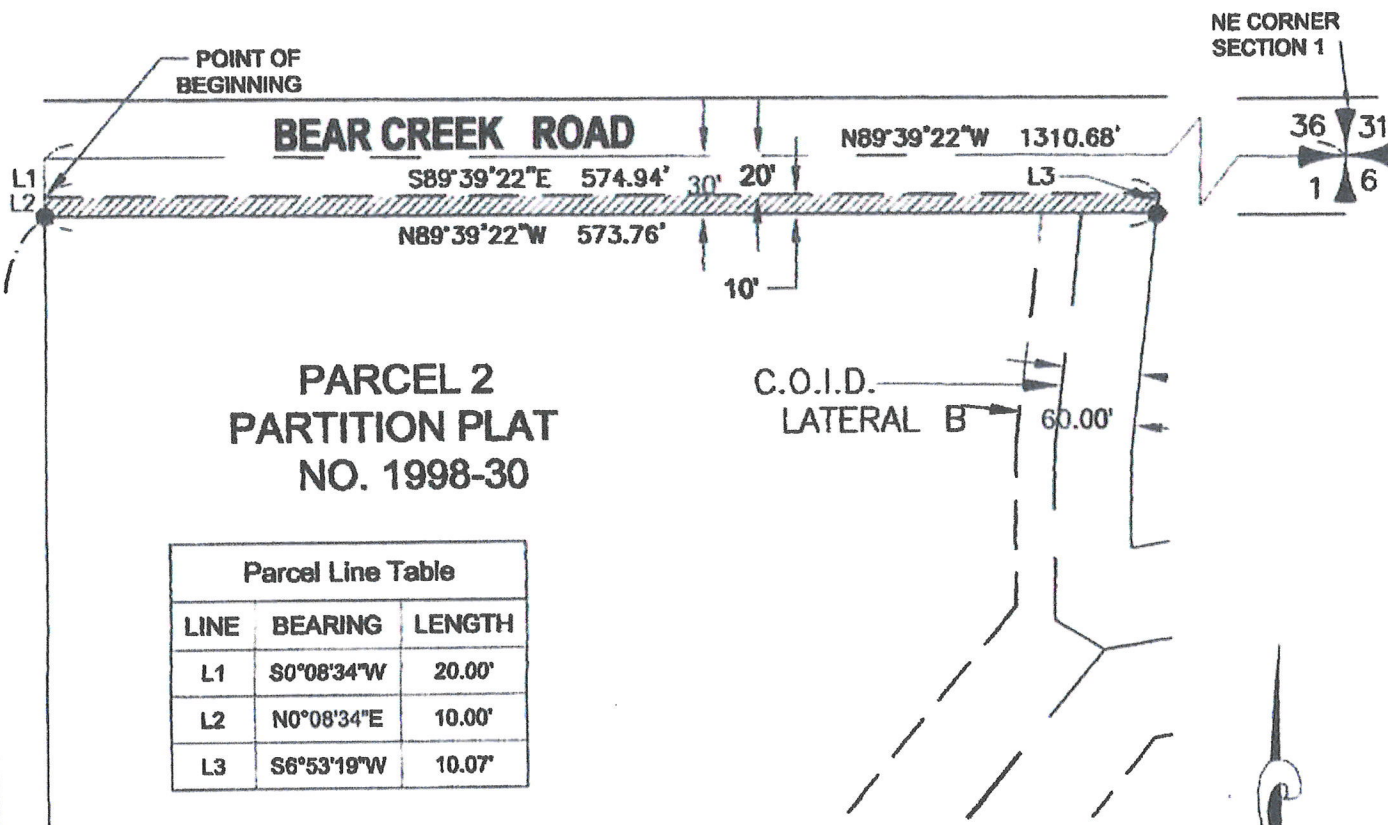 NE CORNER
SECTION 1
POINT OF
BEGINNING
BEAR CREEK ROAD
N89°39'22"W 1310.68'
36 31
1 6
L1
S89°39'22"E 574.94'
30'
20'
L3
L2
N89°39'22"W 573.76'
10'
PARCEL 2
PARTITION PLAT
NO. 1998-30
C.O.I.D.
LATERAL B
60.00'
Parcel Line Table
LINE BEARING LENGTH
L1 S0°08'34"W 20.00'
L2 N0°08'34"E 10.00'
L3 S6°53'19"W 10.07'